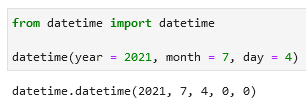 from datetime import datetime
datetime(year = 2021, month = 7, day = 4)
datetime.datetime(2021, 7, 4, 0, 0)